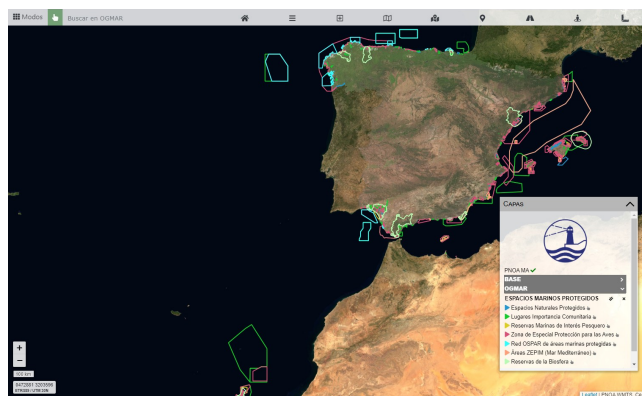 Modos
Buscar en OGMAR
CAPAS
PNOA MA
BASE
OGMAR
ESPACIOS MARINOS PROTEGIDOS
Espacios Naturales Protegidos
Lugares Importancia Comunitaria
Reservas Marinas de Interés Pesquero
Zona de Especial Protección para las Aves
Red OSPAR de áreas marinas protegidas
Áreas ZEPIM (Mar Mediterráneo)
Reservas de la Biosfera
+
−
100 km
Leaflet | PNOA WMTS.